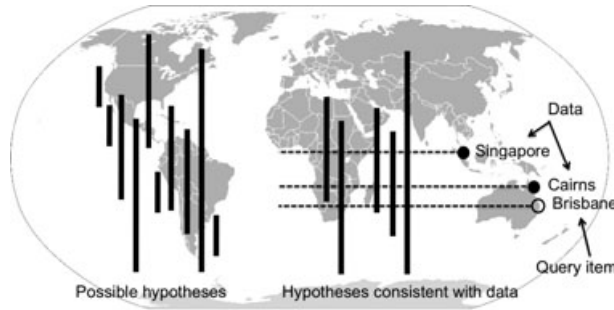 Data
Singapore
Cairns
Brisbane
Query item
Possible hypotheses
Hypotheses consistent with data